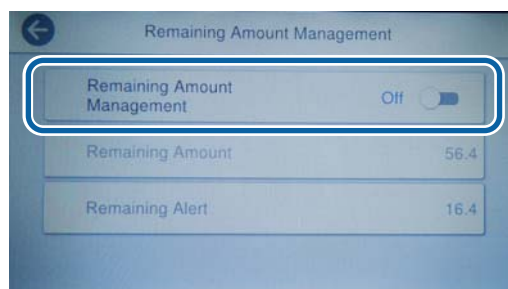 Remaining Amount Management
Remaining Amount
Management
Off
Remaining Amount
56.4
Remaining Alert
16.4